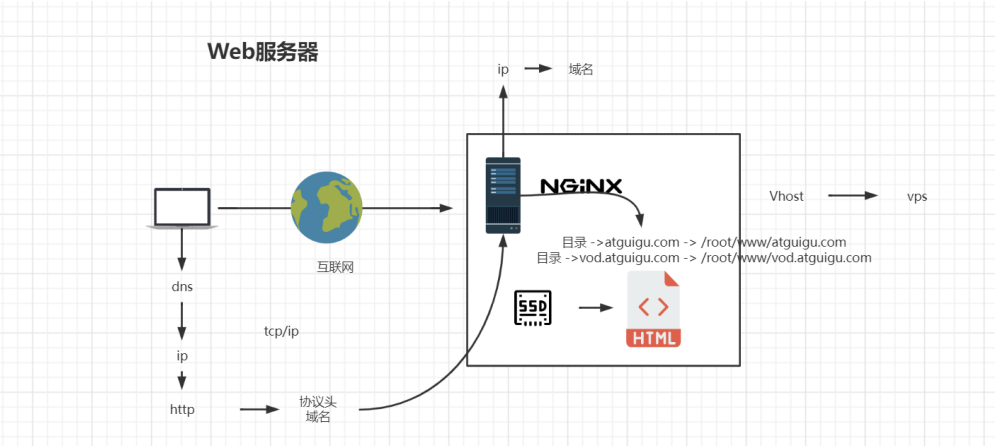 Web服务器
ip
域名
NGiNX
Vhost
vps
目录 ->atguigu.com -> /root/www/atguigu.com
目录 ->vod.atguigu.com -> /root/www/vod.atguigu.com
互联网
dns
SSD
tcp/ip
HTML
ip
http
协议头
域名